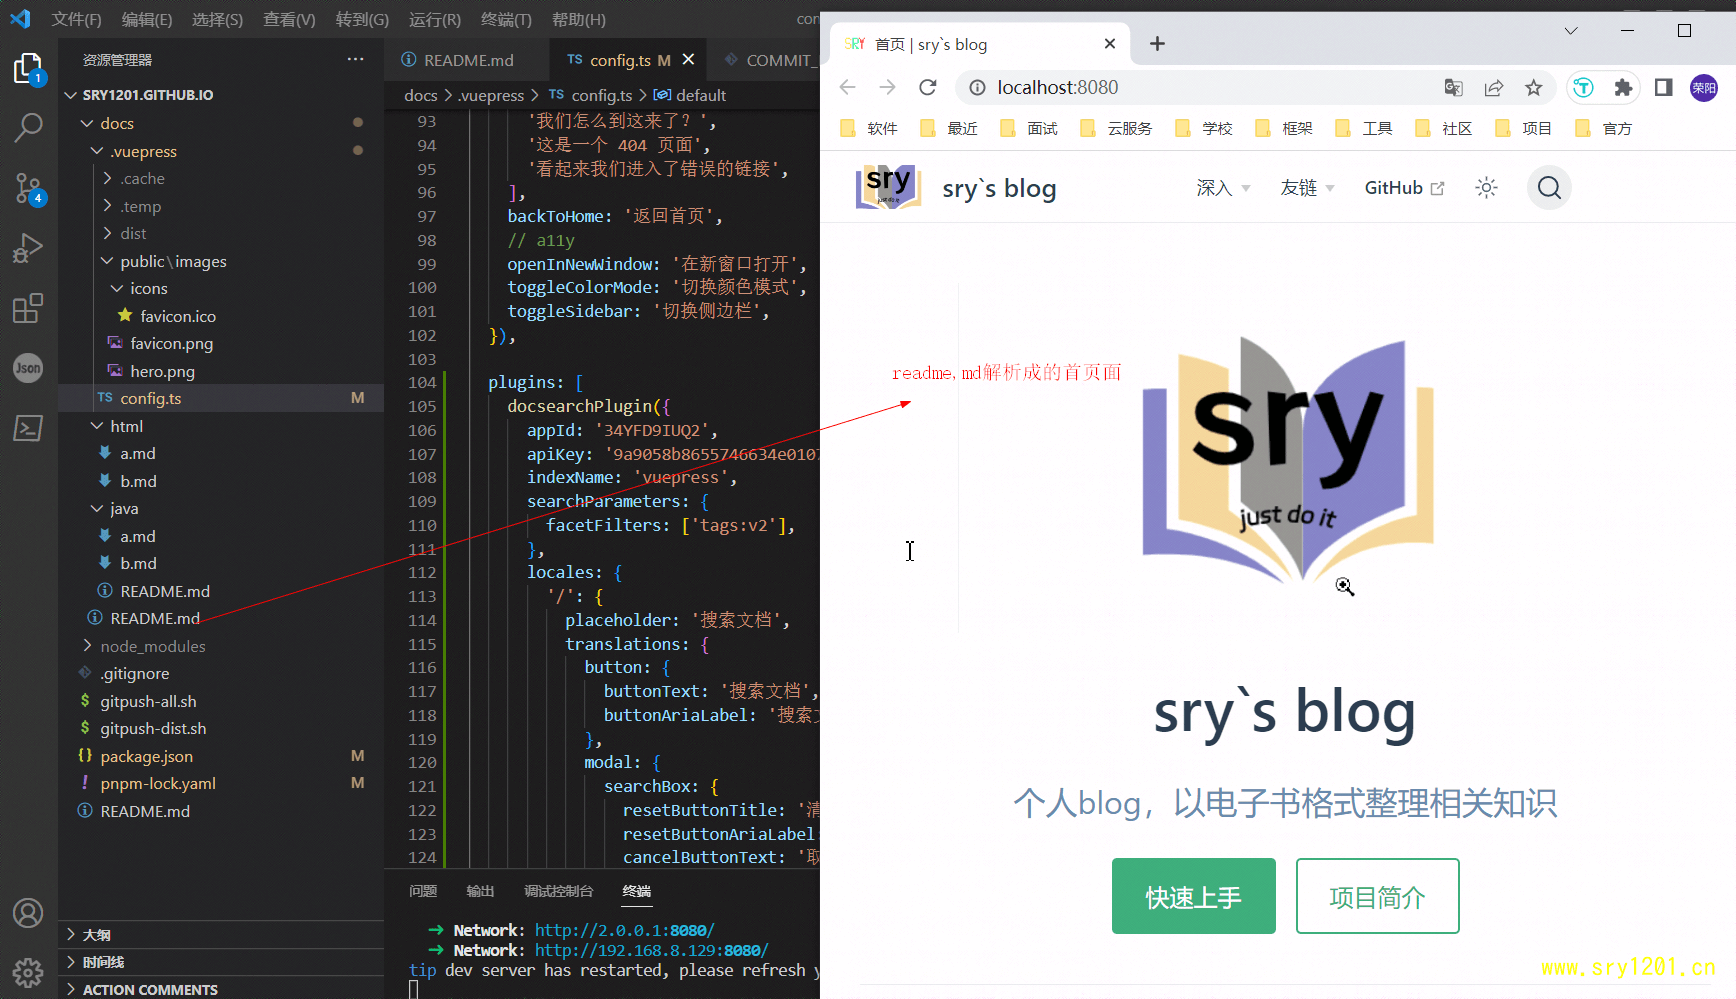 文件(F) 编辑(E) 选择(S) 查看(V) 转到(G) 运行(R) 终端(T) 帮助(H)
资源管理器 ···
SRY1201.GITHUB.IO
docs
.vuepress
.cache
.temp
dist
public\images
icons
favicon.ico
favicon.png
hero.png
TS config.ts M
html
a.md
b.md
java
a.md
b.md
README.md
README.md
node_modules
.gitignore
$ gitpush-all.sh
$ gitpush-dist.sh
{} package.json M
! pnpm-lock.yaml M
README.md
大纲
时间线
ACTION COMMENTS
1
4
Json
README.md TS config.ts M × COMMIT_
docs > .vuepress > TS config.ts > default
93 '我们怎么到这来了？',
94 '这是一个 404 页面',
95 '看起来我们进入了错误的链接',
96 ],
97 backToHome: '返回首页',
98 // a11y
99 openInNewWindow: '在新窗口打开',
100 toggleColorMode: '切换颜色模式',
101 toggleSidebar: '切换侧边栏',
102 }),
103
104 plugins: [
105 docsearchPlugin({
106 appId: '34YFD9IUQ2',
107 apiKey: '9a9058b8655746634e0107
108 indexName: 'vuepress',
109 searchParameters: {
110 facetFilters: ['tags:v2'],
111 },
112 locales: {
113 '/': {
114 placeholder: '搜索文档',
115 translations: {
116 button: {
117 buttonText: '搜索文档',
118 buttonAriaLabel: '搜索
119 },
120 modal: {
121 searchBox: {
122 resetButtonTitle: '清
123 resetButtonAriaLabel:
124 cancelButtonText: '取
问题 输出 调试控制台 终端
➜ Network: http://2.0.0.1:8080/
➜ Network: http://192.168.8.129:8080/
tip dev server has restarted, please refresh
SRY 首页 | sry`s blog
localhost:8080
荣阳
软件 最近 面试 云服务 学校 框架 工具 社区 项目 官方
sry just do it
sry`s blog 深入 友链 GitHub
readme,md解析成的首页面
sry
just do it
sry`s blog
个人blog，以电子书格式整理相关知识
快速上手 项目简介
www.sry1201.cn